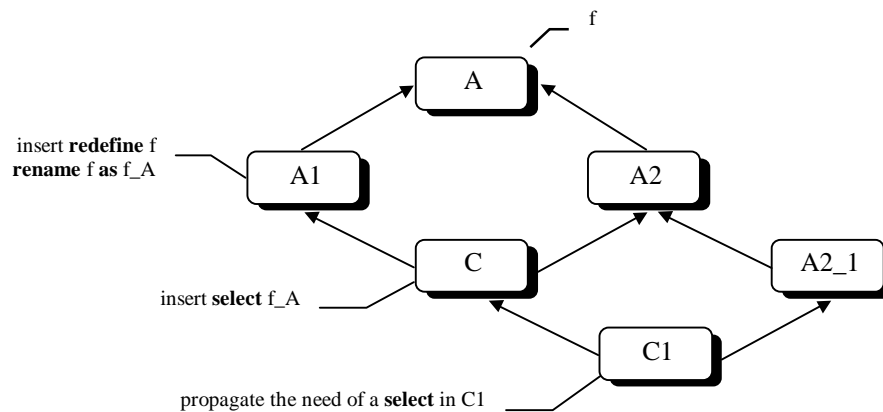 f
A
insert redefine f
rename f as f_A
A1
A2
C
A2_1
insert select f_A
C1
propagate the need of a select in C1